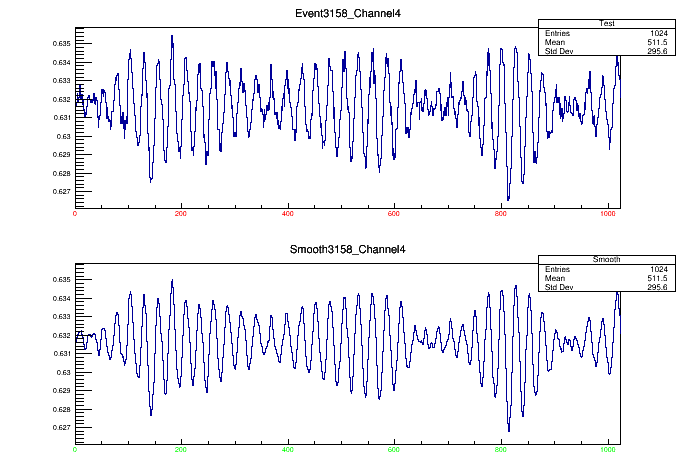 Event3158_Channel4
Test
Entries 1024
Mean 511.5
Std Dev 295.6
0.635
0.634
0.633
0.632
0.631
0.63
0.629
0.628
0.627
0 200 400 600 800 1000
Smooth3158_Channel4
Smooth
Entries 1024
Mean 511.5
Std Dev 295.6
0.635
0.634
0.633
0.632
0.631
0.63
0.629
0.628
0.627
0 200 400 600 800 1000